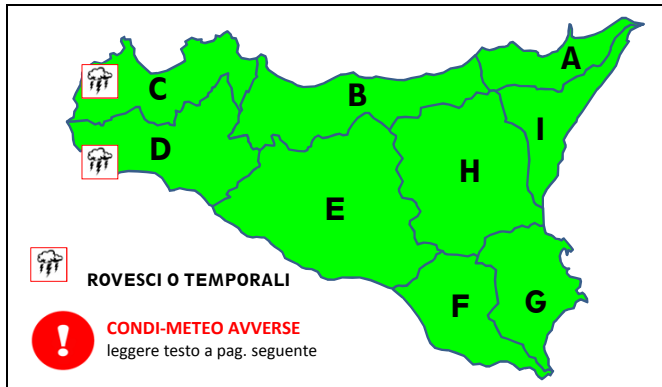 A
C
B
I
D
H
E
ROVESCI O TEMPORALI
F
G
CONDI-METEO AVVERSE
leggere testo a pag. seguente